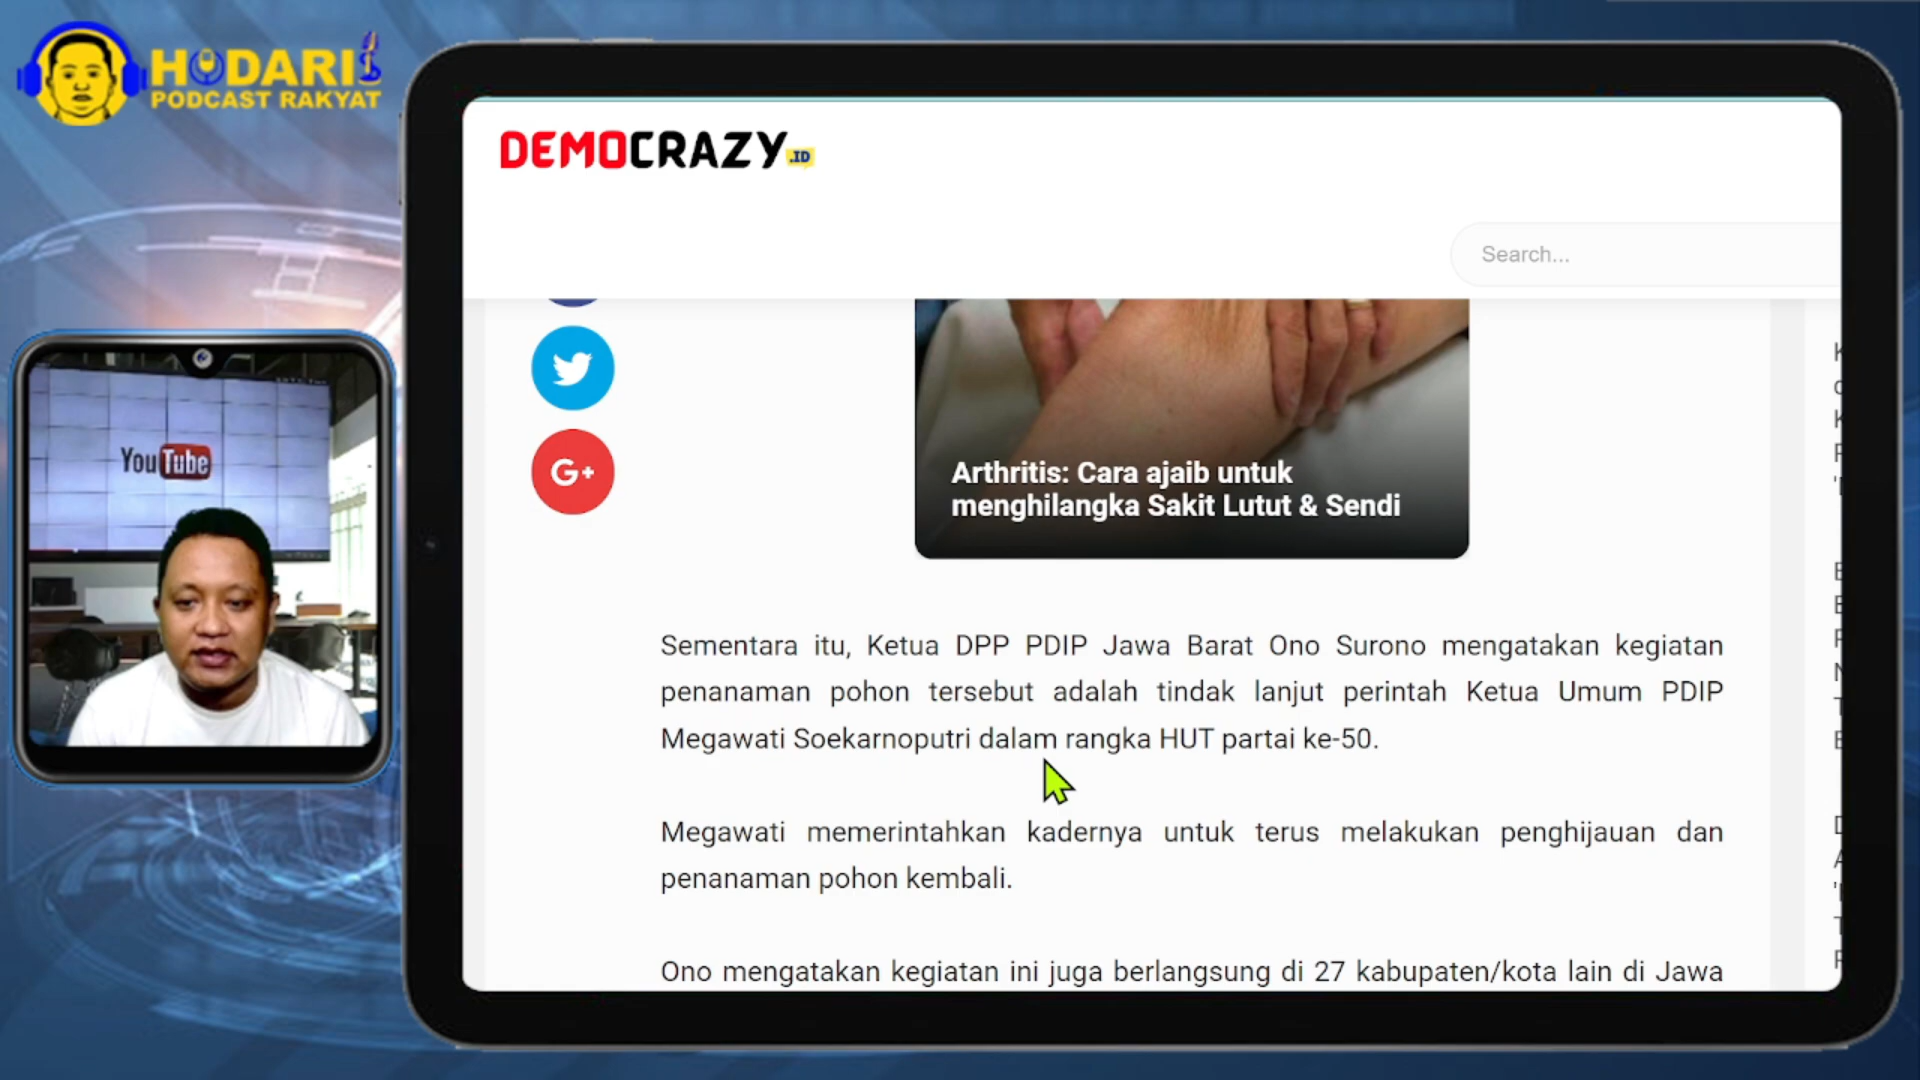 HODARI
PODCAST RAKYAT
DEMOCRAZY.ID
Search...
G+
Arthritis: Cara ajaib untuk
menghilangka Sakit Lutut & Sendi
YouTube
Sementara itu, Ketua DPP PDIP Jawa Barat Ono Surono mengatakan kegiatan
penanaman pohon tersebut adalah tindak lanjut perintah Ketua Umum PDIP
Megawati Soekarnoputri dalam rangka HUT partai ke-50.
Megawati memerintahkan kadernya untuk terus melakukan penghijauan dan
penanaman pohon kembali.
Ono mengatakan kegiatan ini juga berlangsung di 27 kabupaten/kota lain di Jawa